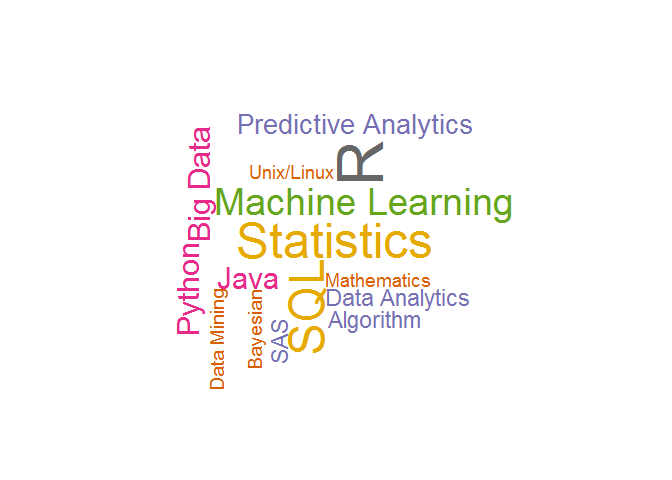 Predictive Analytics
R
Unix/Linux
Big Data
Machine Learning
Statistics
Python
Java
SQL
Mathematics
Data Analytics
Data Mining
Bayesian
SAS
Algorithm